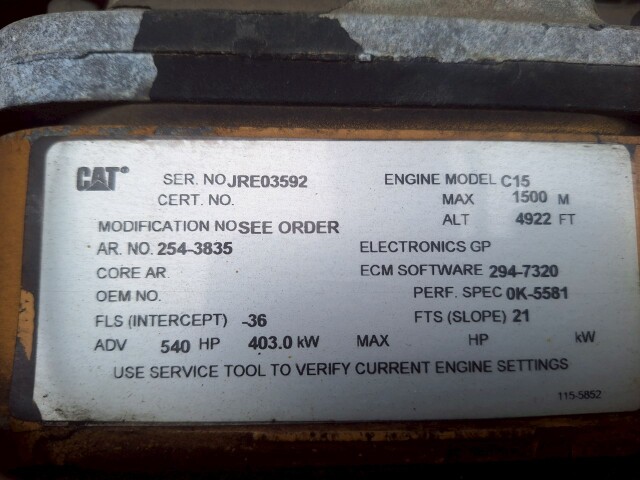 CAT® SER. NO JRE03592 ENGINE MODEL C15
CERT. NO. MAX 1500 M
MODIFICATION NO SEE ORDER ALT 4922 FT
AR. NO. 254-3835 ELECTRONICS GP
CORE AR. ECM SOFTWARE 294-7320
OEM NO. PERF. SPEC 0K-5581
FLS (INTERCEPT) -36 FTS (SLOPE) 21
ADV 540 HP 403.0 kW MAX HP kW
USE SERVICE TOOL TO VERIFY CURRENT ENGINE SETTINGS
115-5852